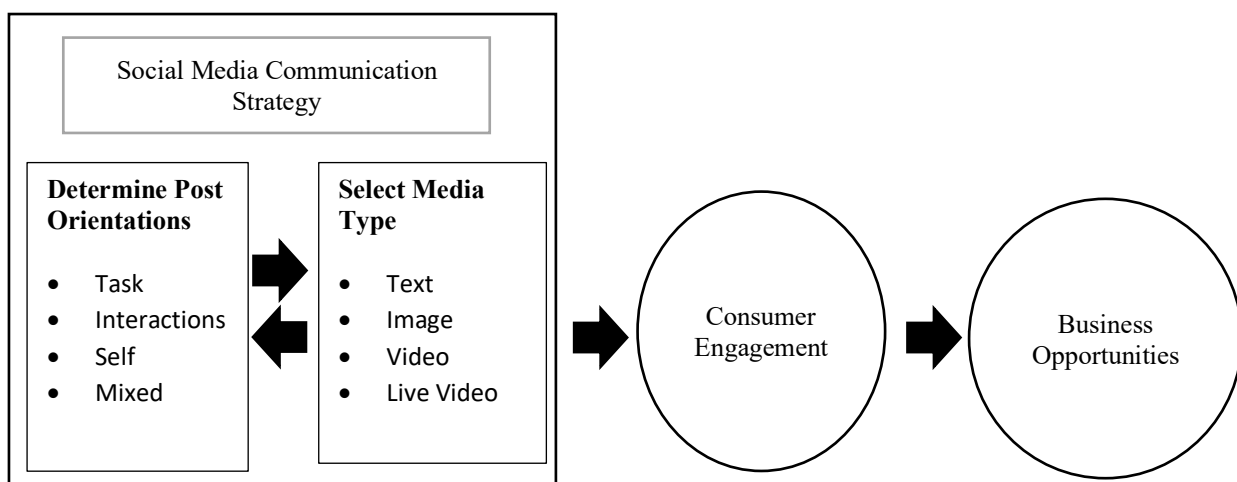 Social Media Communication
Strategy
Determine Post
Orientations
• Task
• Interactions
• Self
• Mixed
Select Media
Type
• Text
• Image
• Video
• Live Video
Consumer
Engagement
Business
Opportunities